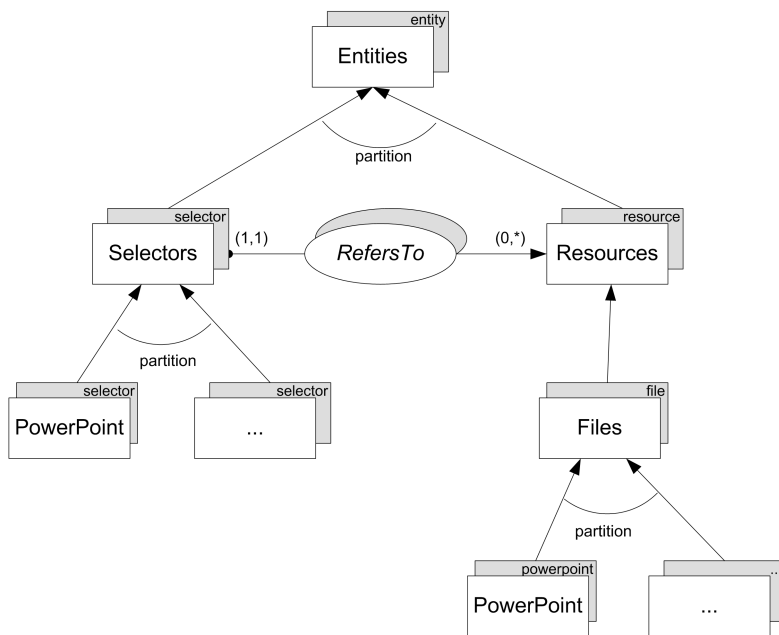 entity
Entities
partition
selector
resource
(1,1)
(0,*)
Selectors
RefersTo
Resources
partition
selector
selector
file
PowerPoint
...
Files
partition
powerpoint
...
PowerPoint
...